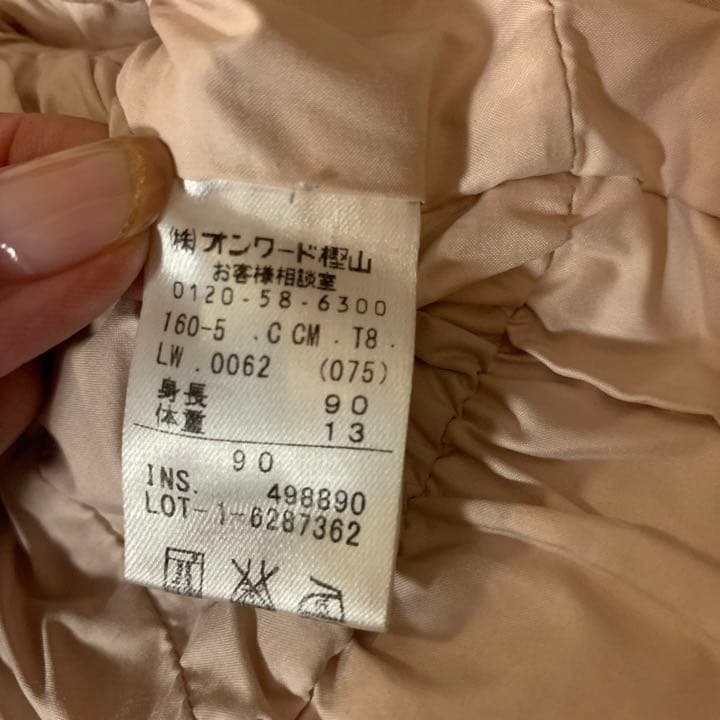 (株)オンワード樫山
お客様相談室
0120-58-6300
160-5 .C CM .T8.
LW .0062 (075)
身長 90
体重 13
90
INS. 498890
LOT-1-6287362